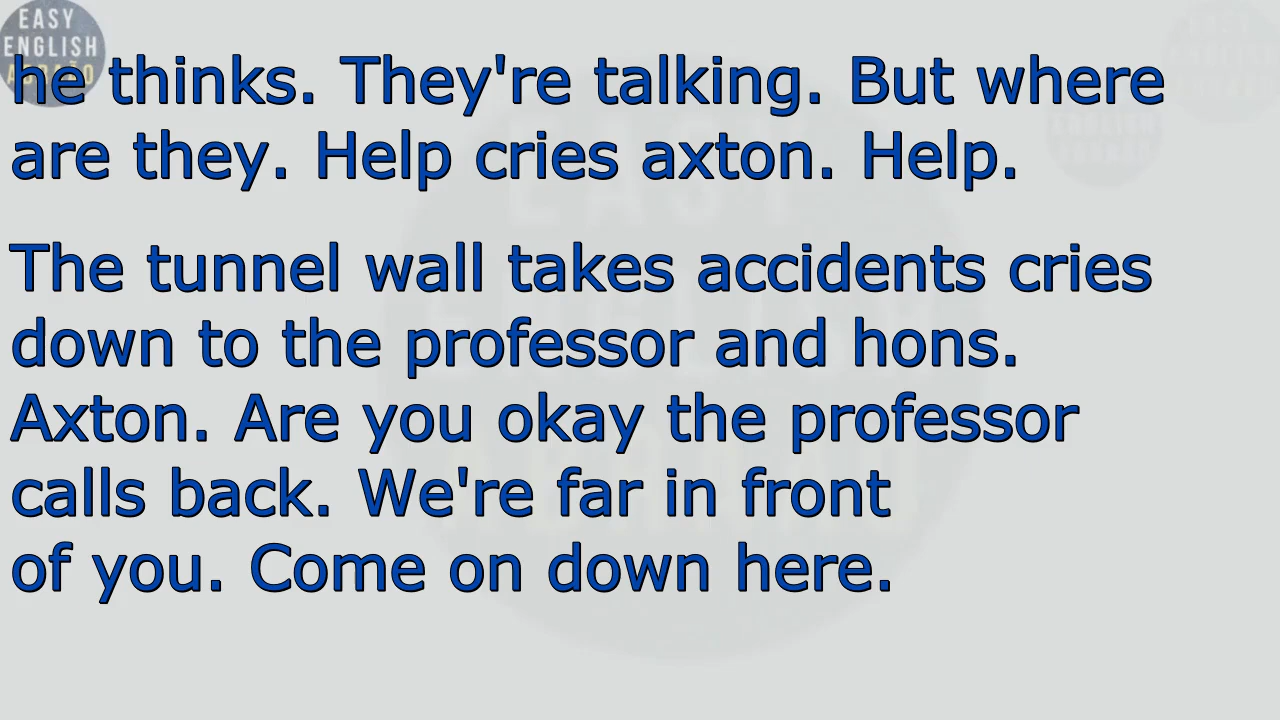 EASY
ENGLISH
he thinks. They're talking. But where
are they. Help cries axton. Help.
The tunnel wall takes accidents cries
down to the professor and hons.
Axton. Are you okay the professor
calls back. We're far in front
of you. Come on down here.